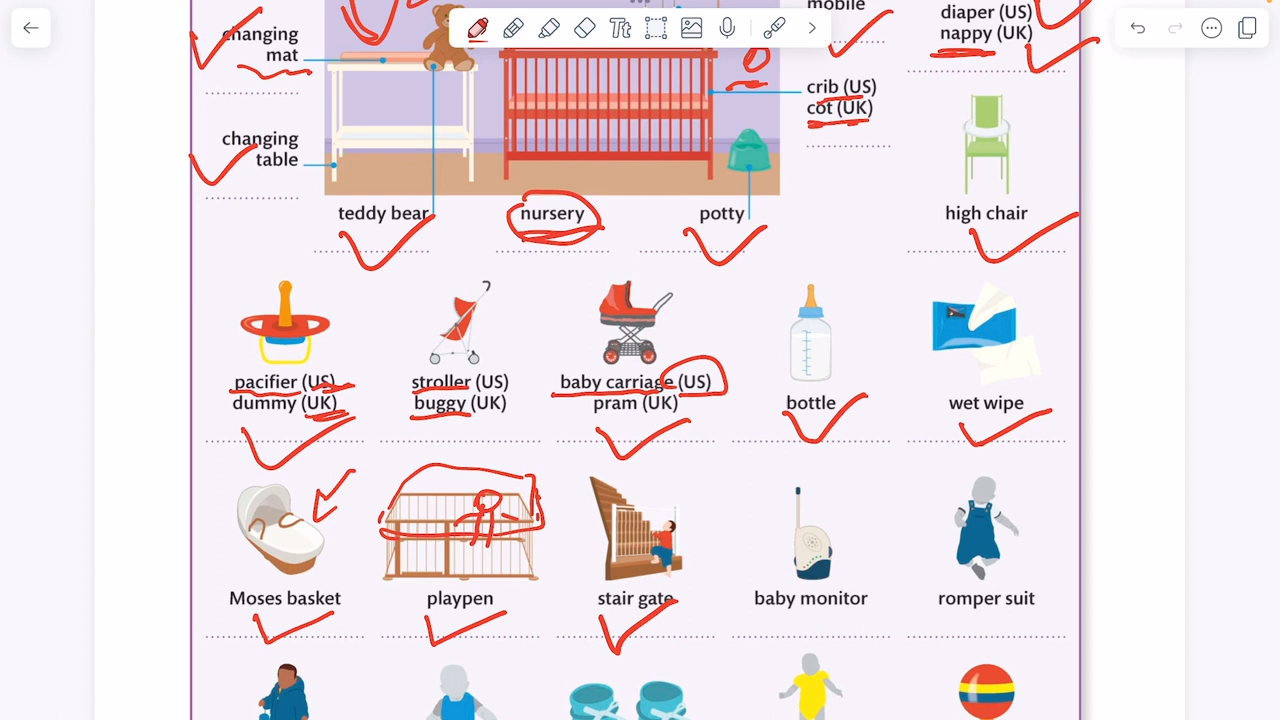 mobile
diaper (US)
nappy (UK)
Tt
changing
mat
crib (US)
cot (UK)
changing
table
teddy bear
nursery
potty
high chair
pacifier (US)
dummy (UK)
stroller (US)
buggy (UK)
baby carriage (US)
pram (UK)
bottle
wet wipe
Moses basket
playpen
stair gate
baby monitor
romper suit